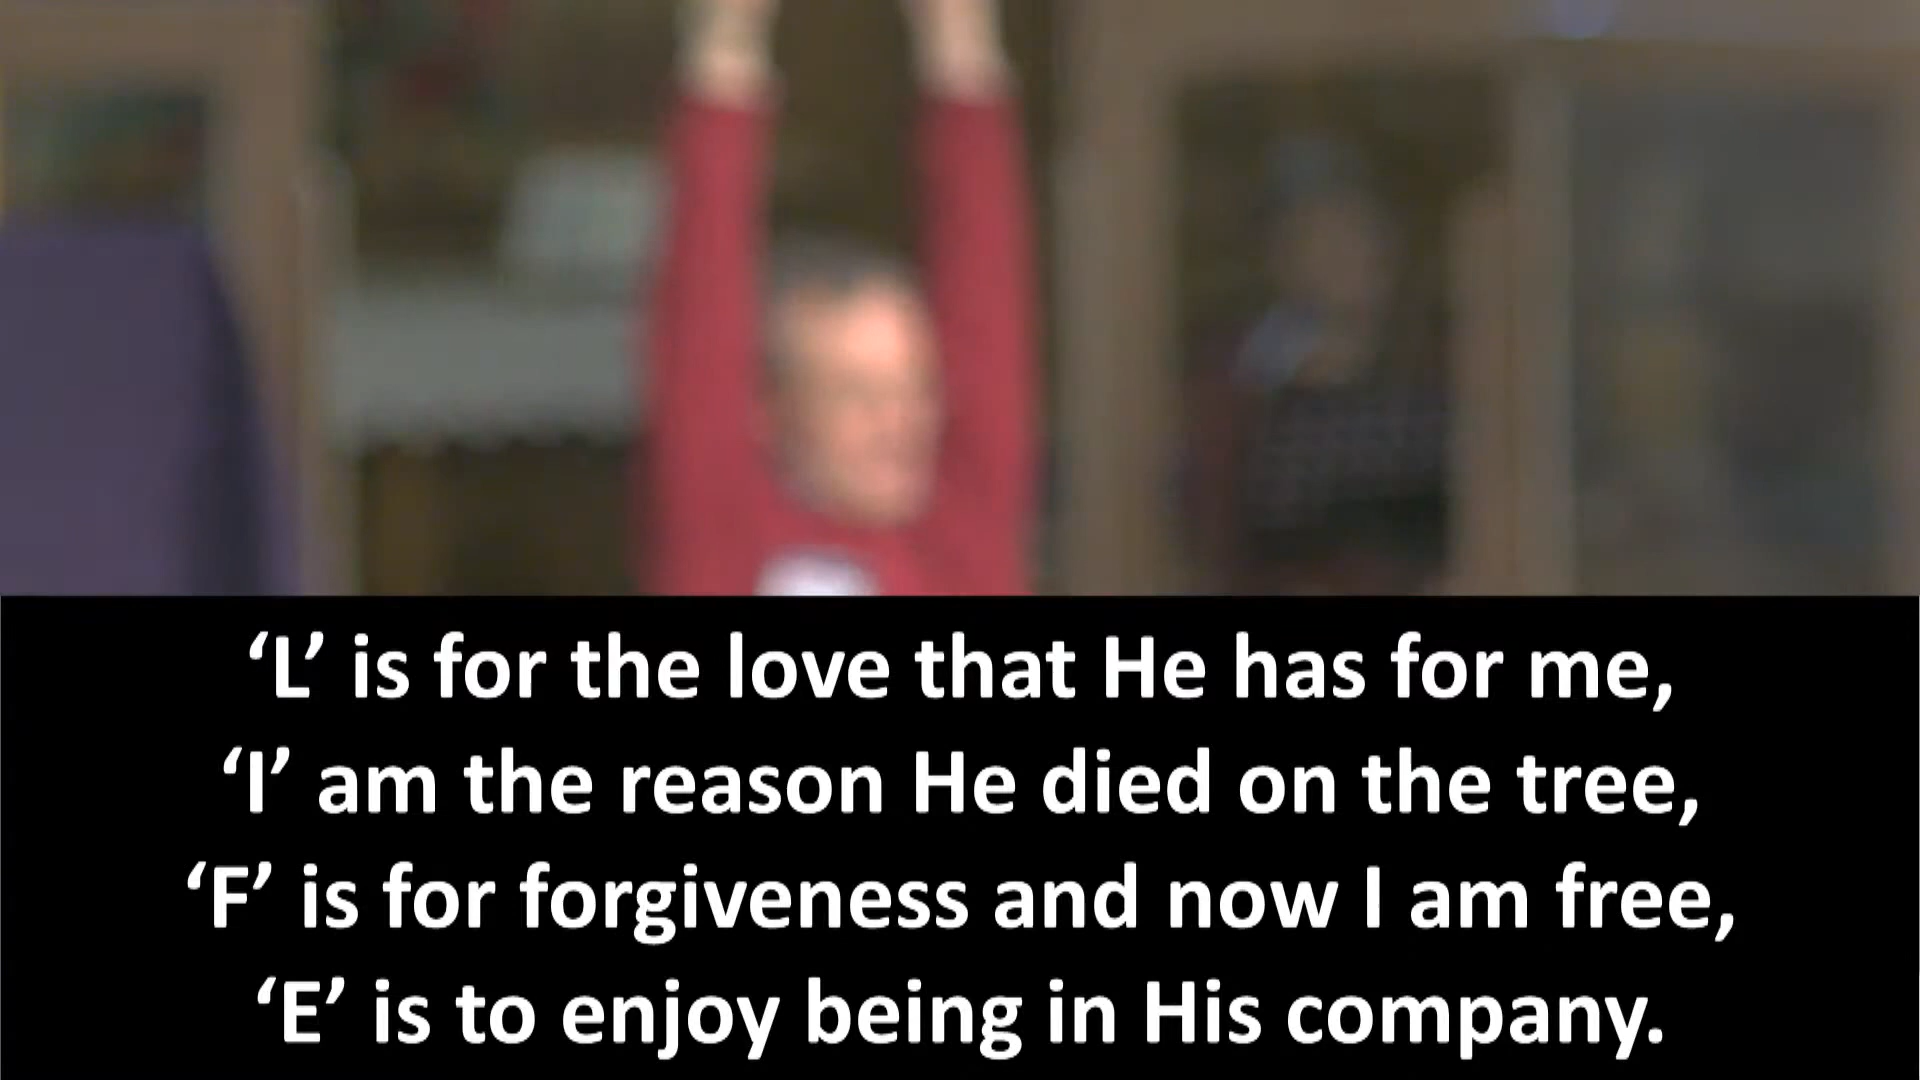 ‘L’ is for the love that He has for me,
‘I’ am the reason He died on the tree,
‘F’ is for forgiveness and now I am free,
‘E’ is to enjoy being in His company.